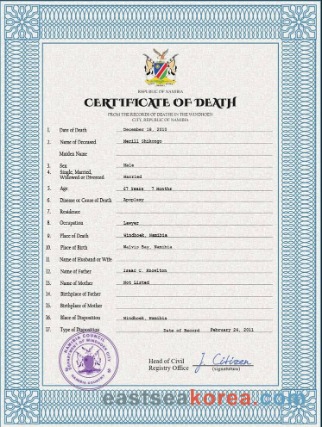 REPUBLIC OF NAMIBIA
CERTIFICATE OF DEATH
FROM THE RECORDS OF DEATHS IN THE WINDHOEK
CITY, REPUBLIC OF NAMIBIA
1. Date of Death December 18, 2010
2. Name of Deceased Merill Shikongo
Maiden Name
3. Sex Male
4. Single, Married, Widowed or Divorced Married
5. Age 67 Years 7 Months
6. Disease or Cause of Death Apoplexy
7. Residence
8. Occupation Lawyer
9. Place of Death Windhoek, Namibia
10. Place of Birth Walvis Bay, Namibia
11. Name of Husband or Wife
12. Name of Father Isaac
13. Name of Mother Not Listed
14. Birthplace of Father
15. Birthplace of Mother
16. Place of Disposition Windhoek, Namibia
17. Type of Disposition Date of Record February 26, 2011
Head of Civil
Registry Office J. Citizen
(signature)
eastseakorea.com